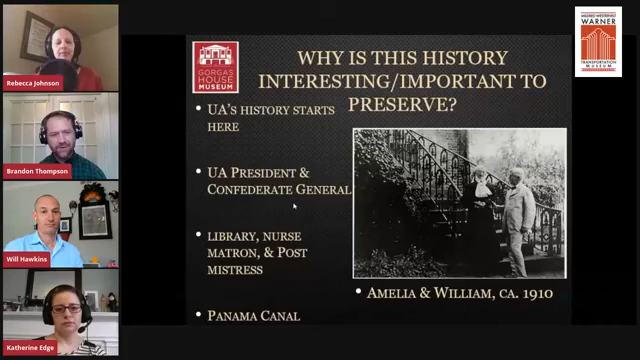 Rebecca Johnson
Brandon Thompson
Will Hawkins
Katherine Edge
GORGAS
HOUSE
MUSEUM
WHY IS THIS HISTORY
INTERESTING/IMPORTANT TO
PRESERVE?
• UA'S HISTORY STARTS
HERE
• UA PRESIDENT &
CONFEDERATE GENERAL
• LIBRARY, NURSE
MATRON, & POST
MISTRESS
• PANAMA CANAL
• AMELIA & WILLIAM, CA. 1910
MILDRED WESTERVELT
WARNER
TRANSPORTATION
MUSEUM